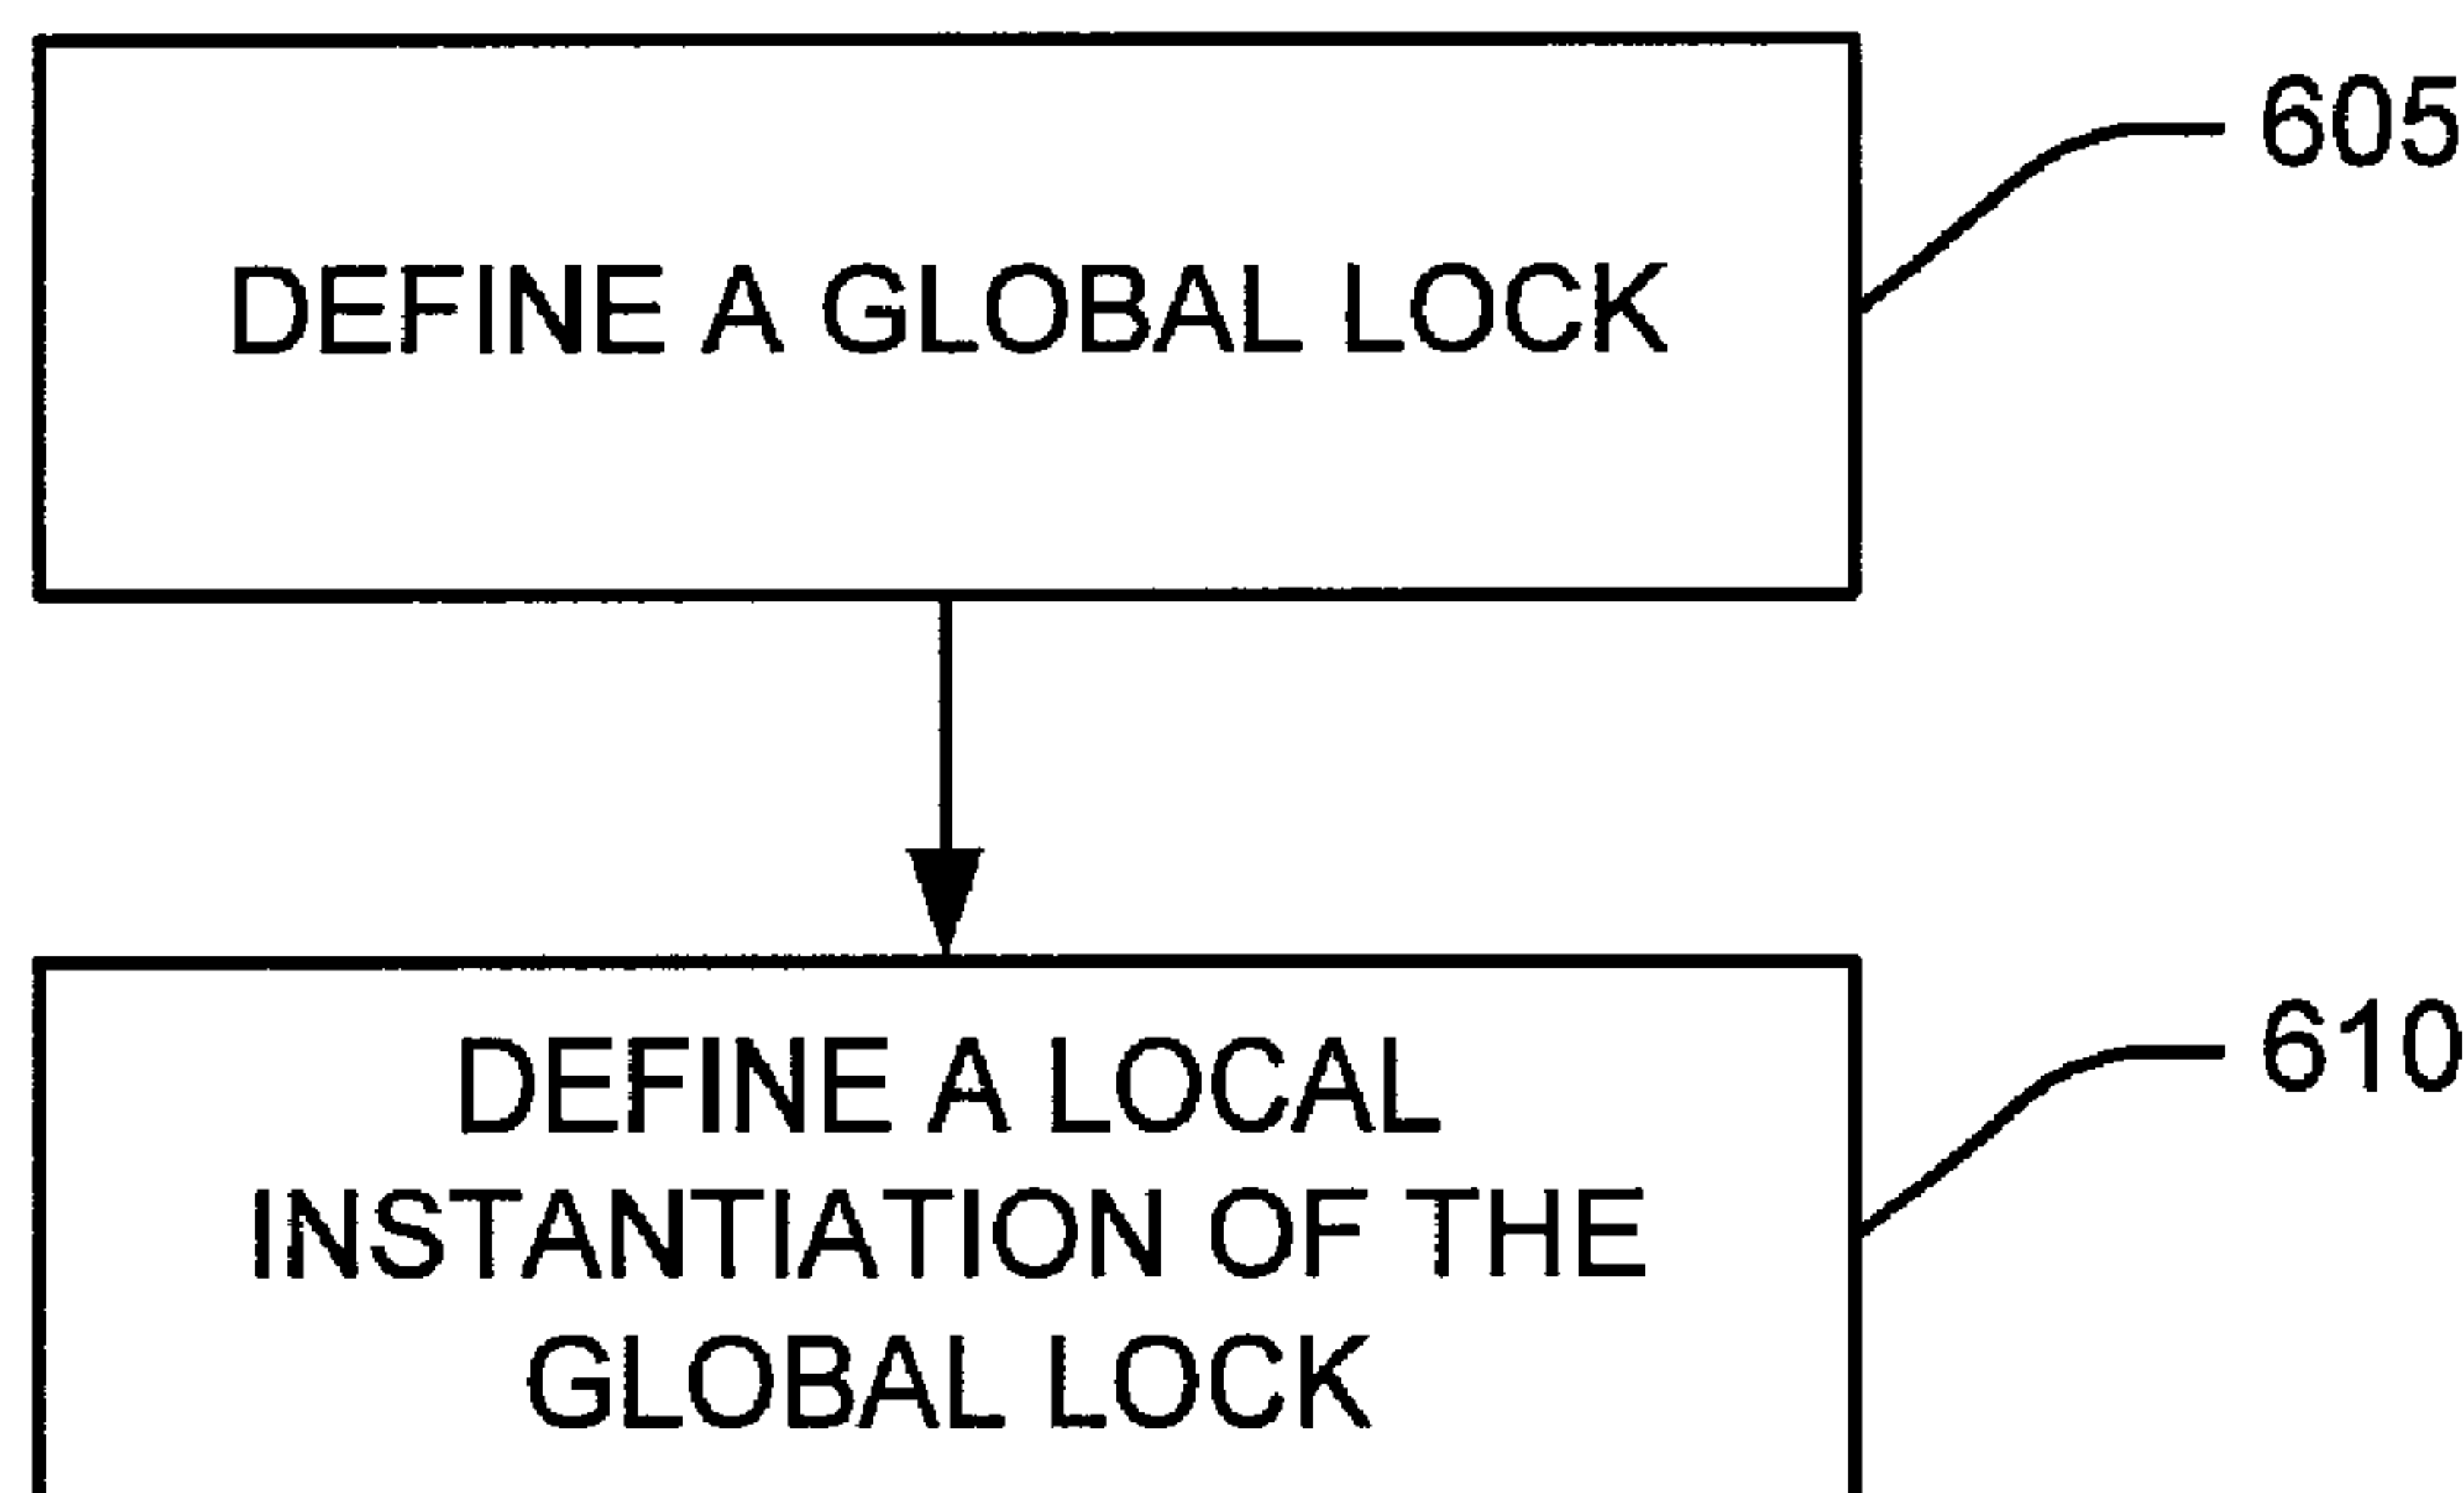 605
DEFINE A GLOBAL LOCK
610
DEFINE A LOCAL
INSTANTIATION OF THE
GLOBAL LOCK